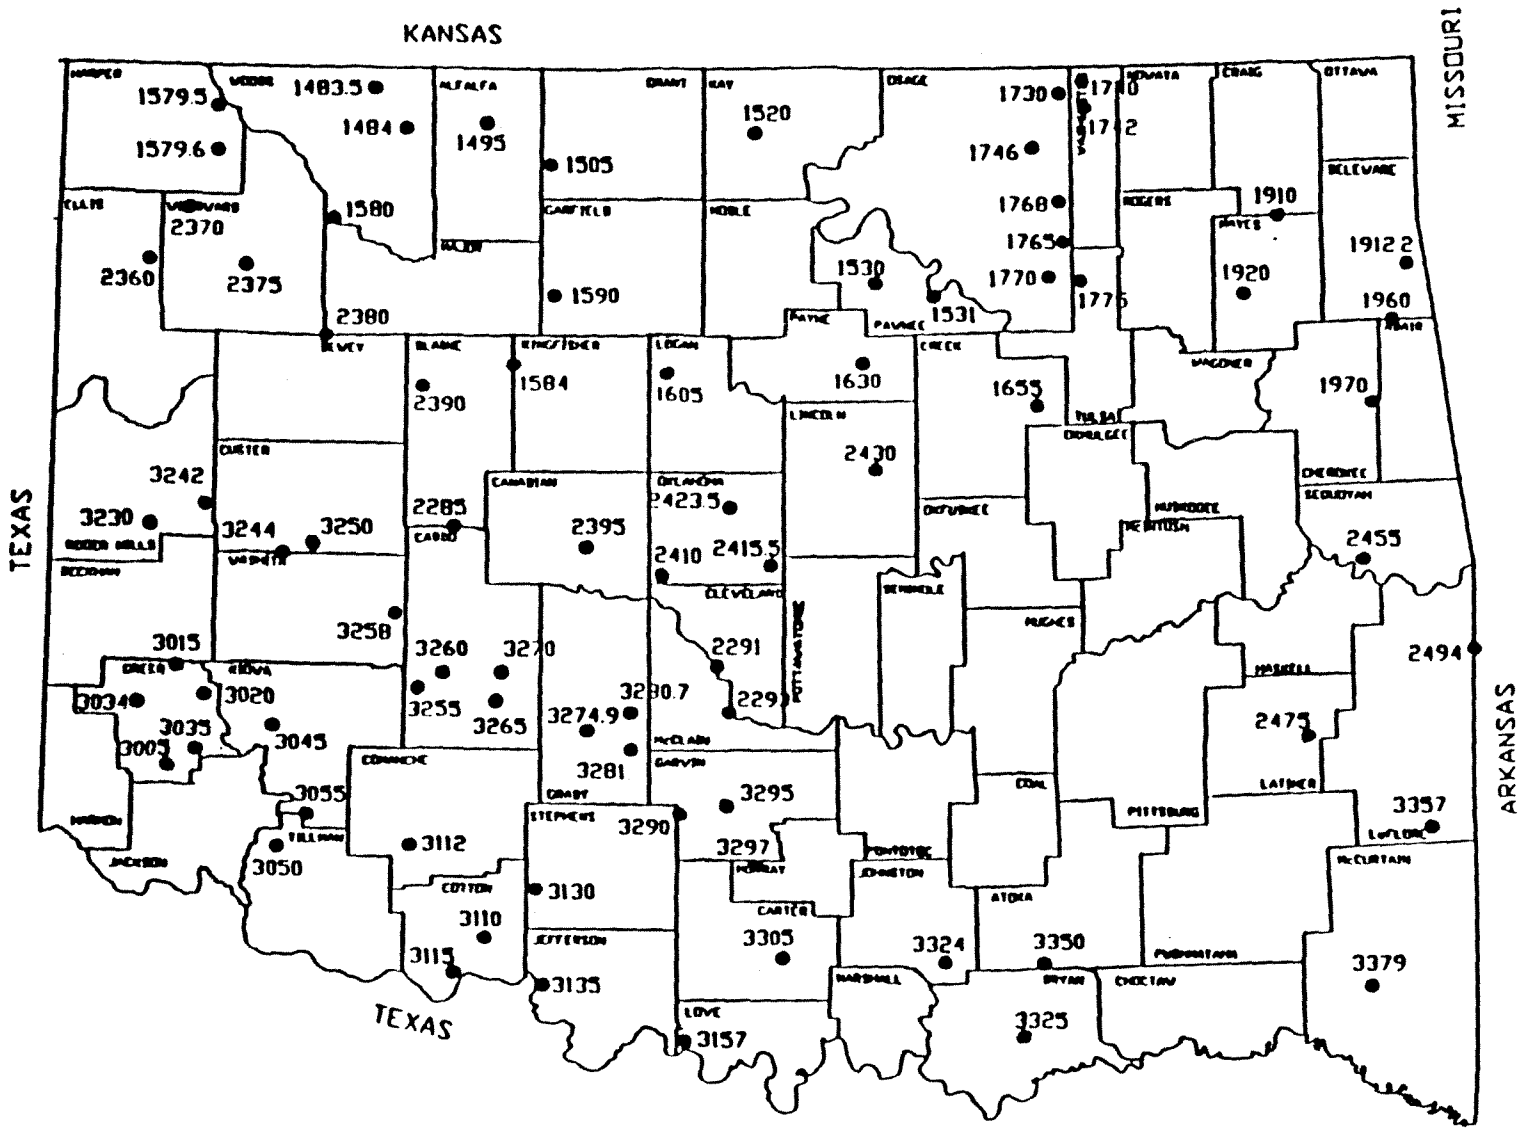 KANSAS
MISSOURI
HARPER
WOODS
1483.5
ALFALFA
GRANT
KAY
OSAGE
NOWATA
CRAIG
OTTAWA
1579.5
1484
1495
1520
1730
1740
1742
1579.6
1505
1746
DELEWARE
ELLIS
WOODWARD
2370
1580
GARFIELD
NOBLE
1768
ROGERS
1910
MAYES
MAJOR
1765
1912.2
2360
2375
1590
1530
1770
1775
1920
2380
1531
1960
PAYNE
PAWNEE
ADAIR
DEWEY
BLAINE
KINGFISHER
LOGAN
CREEK
WAGONER
2390
1584
1605
1630
1655
1970
LINCOLN
TULSA
OKMULGEE
CUSTER
2430
3242
CANADIAN
OKLAHOMA
CHEROKEE
SEQUOYAH
TEXAS
3230
3244
3250
2285
2395
2423.5
OKFUSKEE
MUSKOGEE
McINTOSH
ROGER MILLS
CADDO
2410
2415.5
2455
BECKHAM
WASHITA
CLEVELAND
SEMINOLE
3258
POTTAWATOMIE
HUGHES
3015
3260
3270
2291
2494
GREER
KIOWA
HASKELL
3034
3020
3255
3265
3274.9
3280.7
2475
3035
3045
3005
3281
McCLAIN
GARVIN
COMANCHE
COAL
LATIMER
ARKANSAS
3055
GRADY
STEPHENS
3295
PITTSBURG
3357
HARMON
TILLMAN
3290
LeFLORE
JACKSON
3050
3112
3297
PONTOTOC
McCURTAIN
MURRAY
JOHNSTON
COTTON
3130
CARTER
ATOKA
3110
JEFFERSON
3305
3324
3350
PUSHMATAHA
3115
3135
MARSHALL
BRYAN
CHOCTAW
3379
TEXAS
LOVE
3157
3325